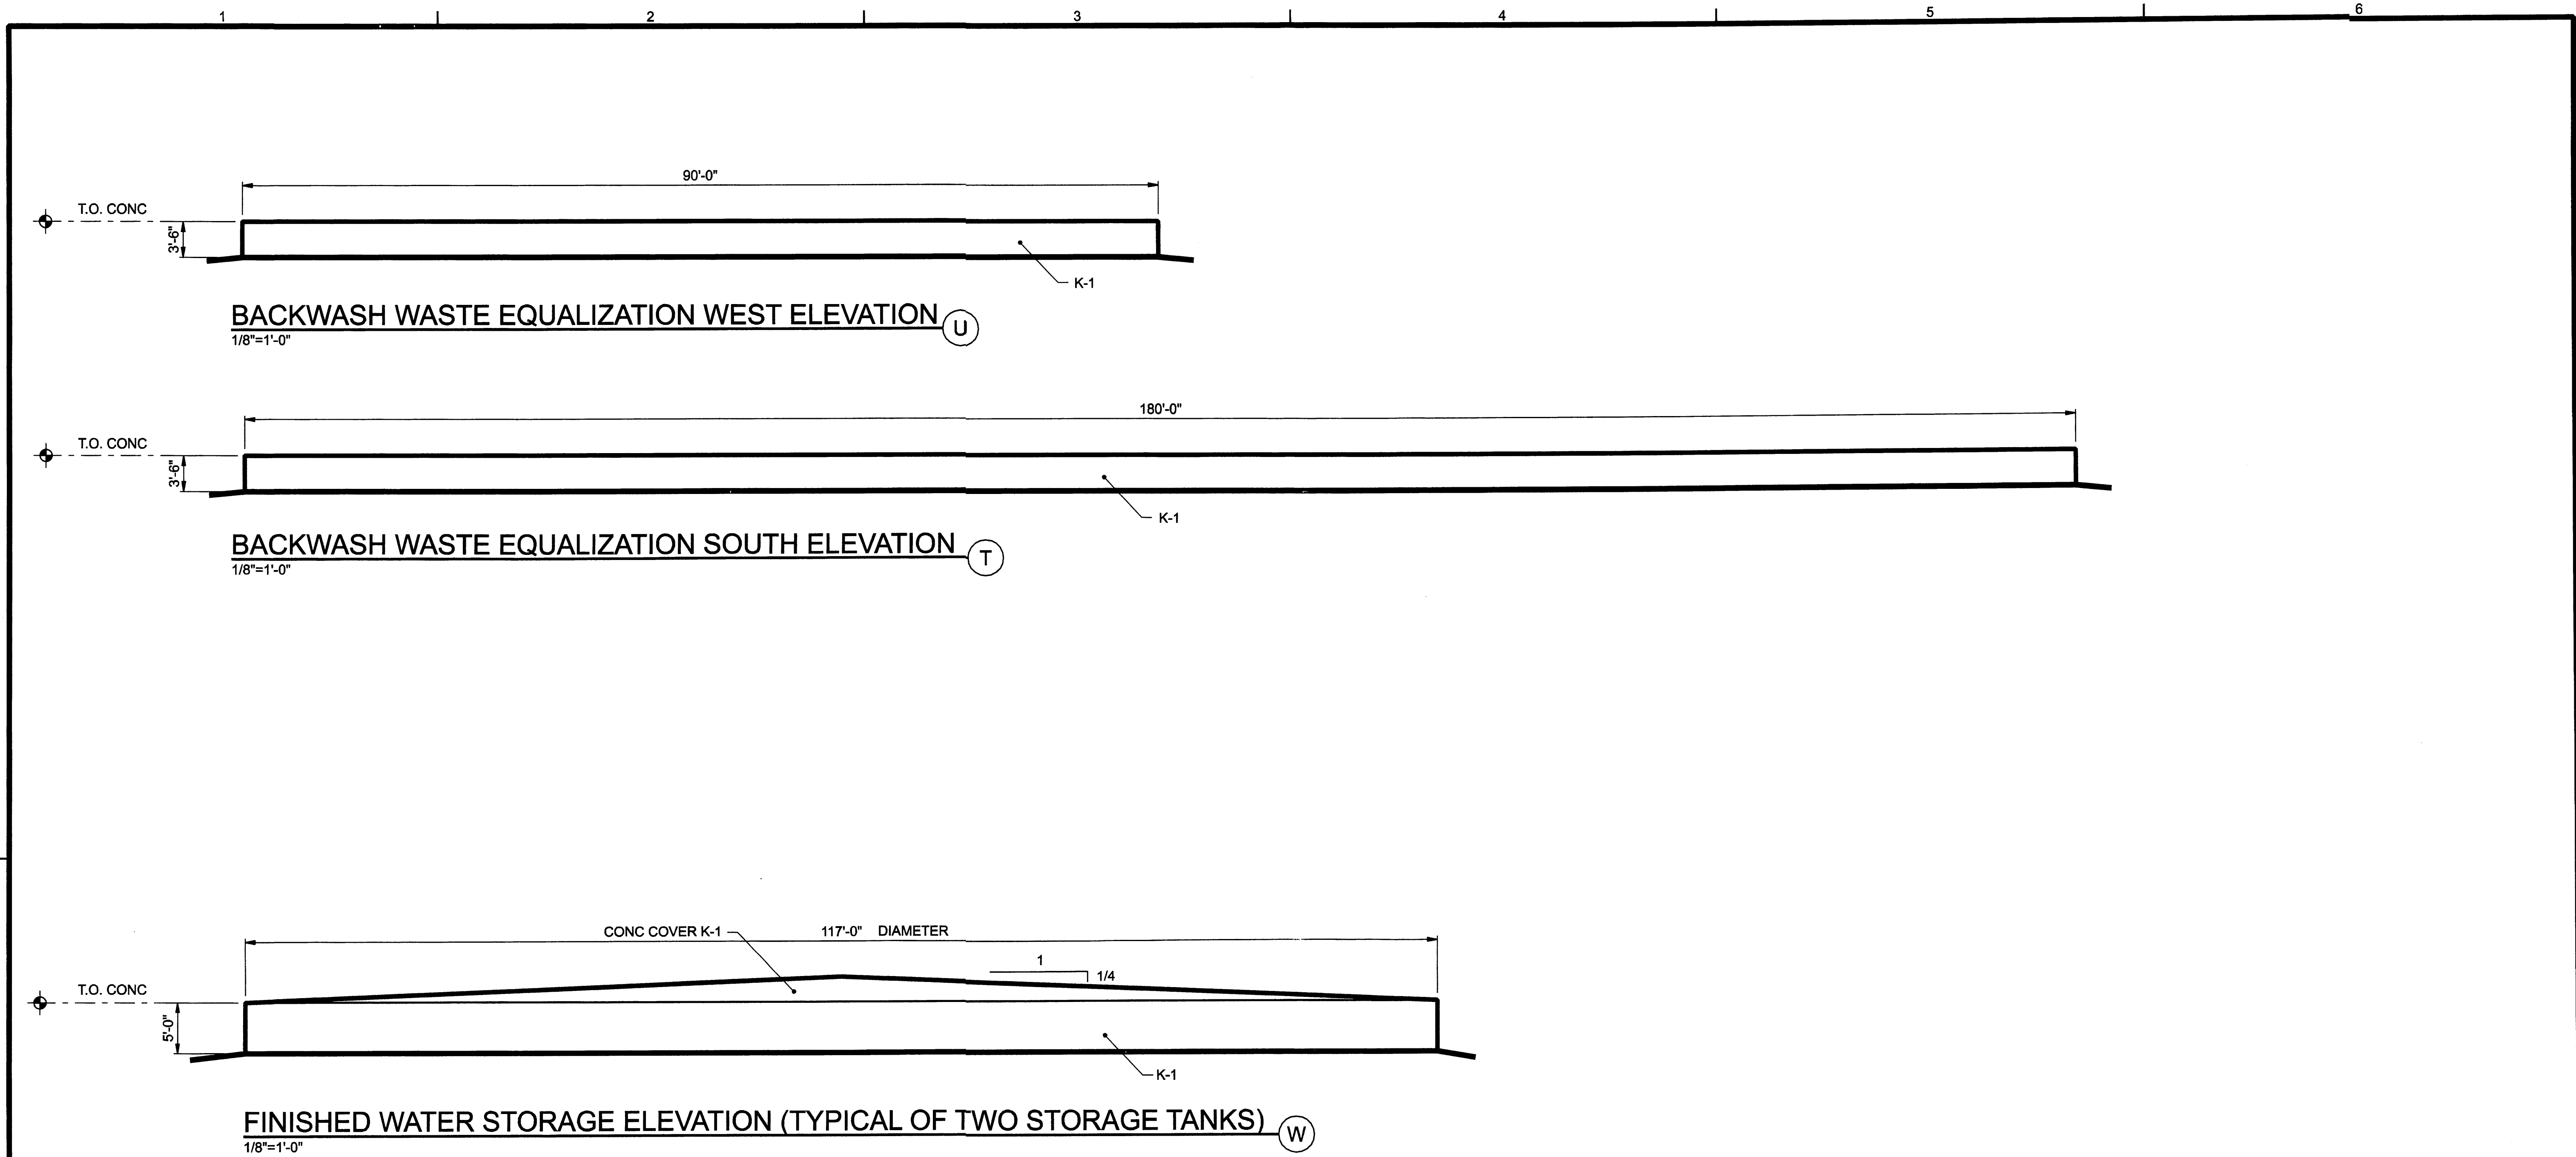 1 2 3 4 5 6
90'-0"
T.O. CONC
3'-6"
K-1
BACKWASH WASTE EQUALIZATION WEST ELEVATION U
1/8"=1'-0"
180'-0"
T.O. CONC
3'-6"
K-1
BACKWASH WASTE EQUALIZATION SOUTH ELEVATION T
1/8"=1'-0"
CONC COVER K-1
117'-0" DIAMETER
1
1/4
T.O. CONC
5'-0"
K-1
FINISHED WATER STORAGE ELEVATION (TYPICAL OF TWO STORAGE TANKS) W
1/8"=1'-0"